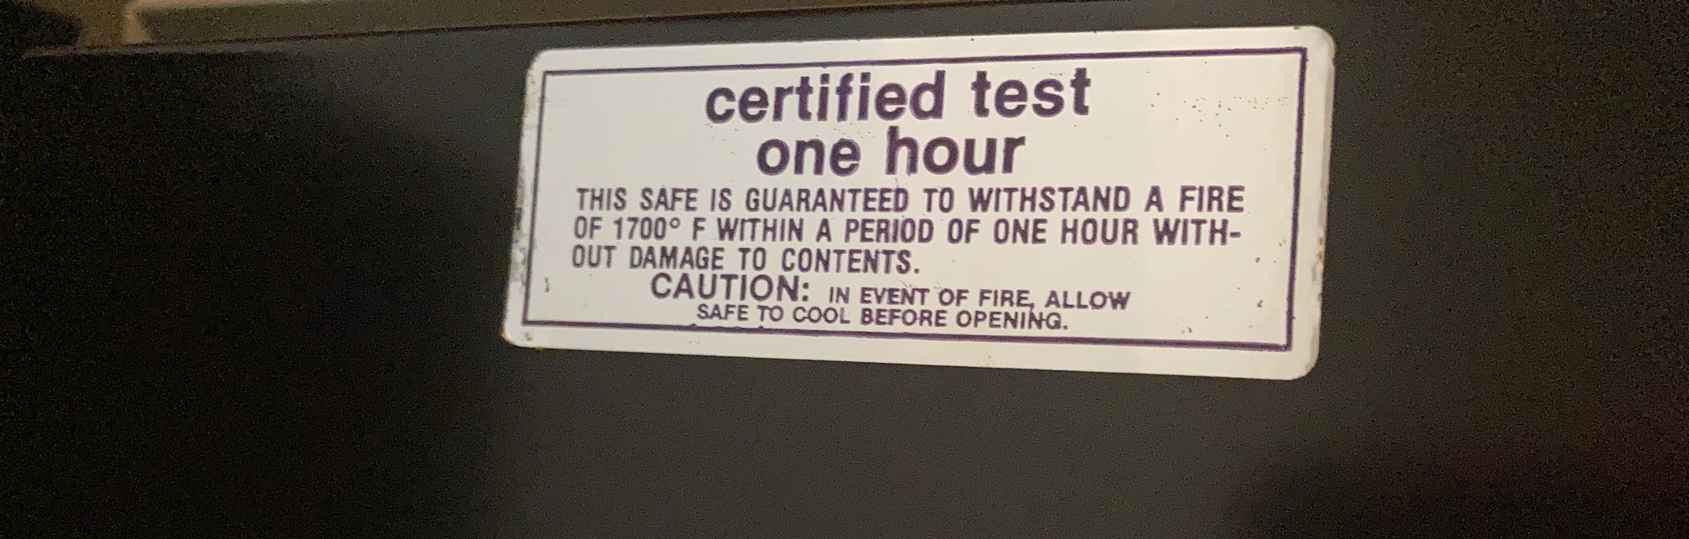 certified test
one hour
THIS SAFE IS GUARANTEED TO WITHSTAND A FIRE
OF 1700° F WITHIN A PERIOD OF ONE HOUR WITH-
OUT DAMAGE TO CONTENTS.
CAUTION: IN EVENT OF FIRE, ALLOW
SAFE TO COOL BEFORE OPENING.